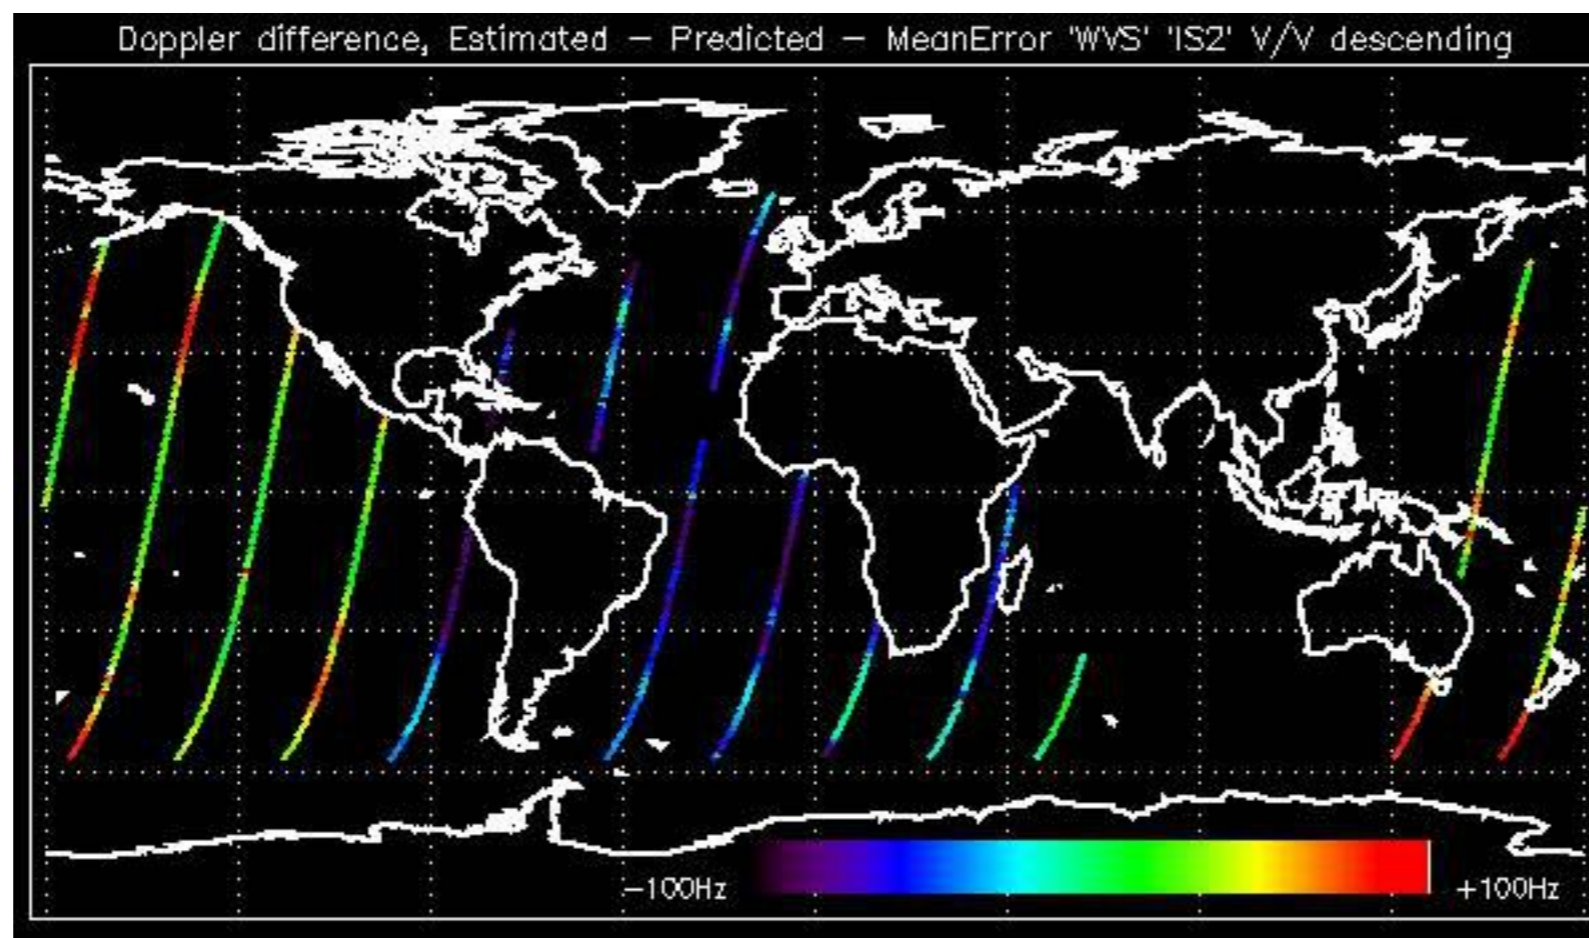 Doppler difference, Estimated – Predicted – MeanError 'WVS' 'IS2' V/V descending
-100Hz
+100Hz